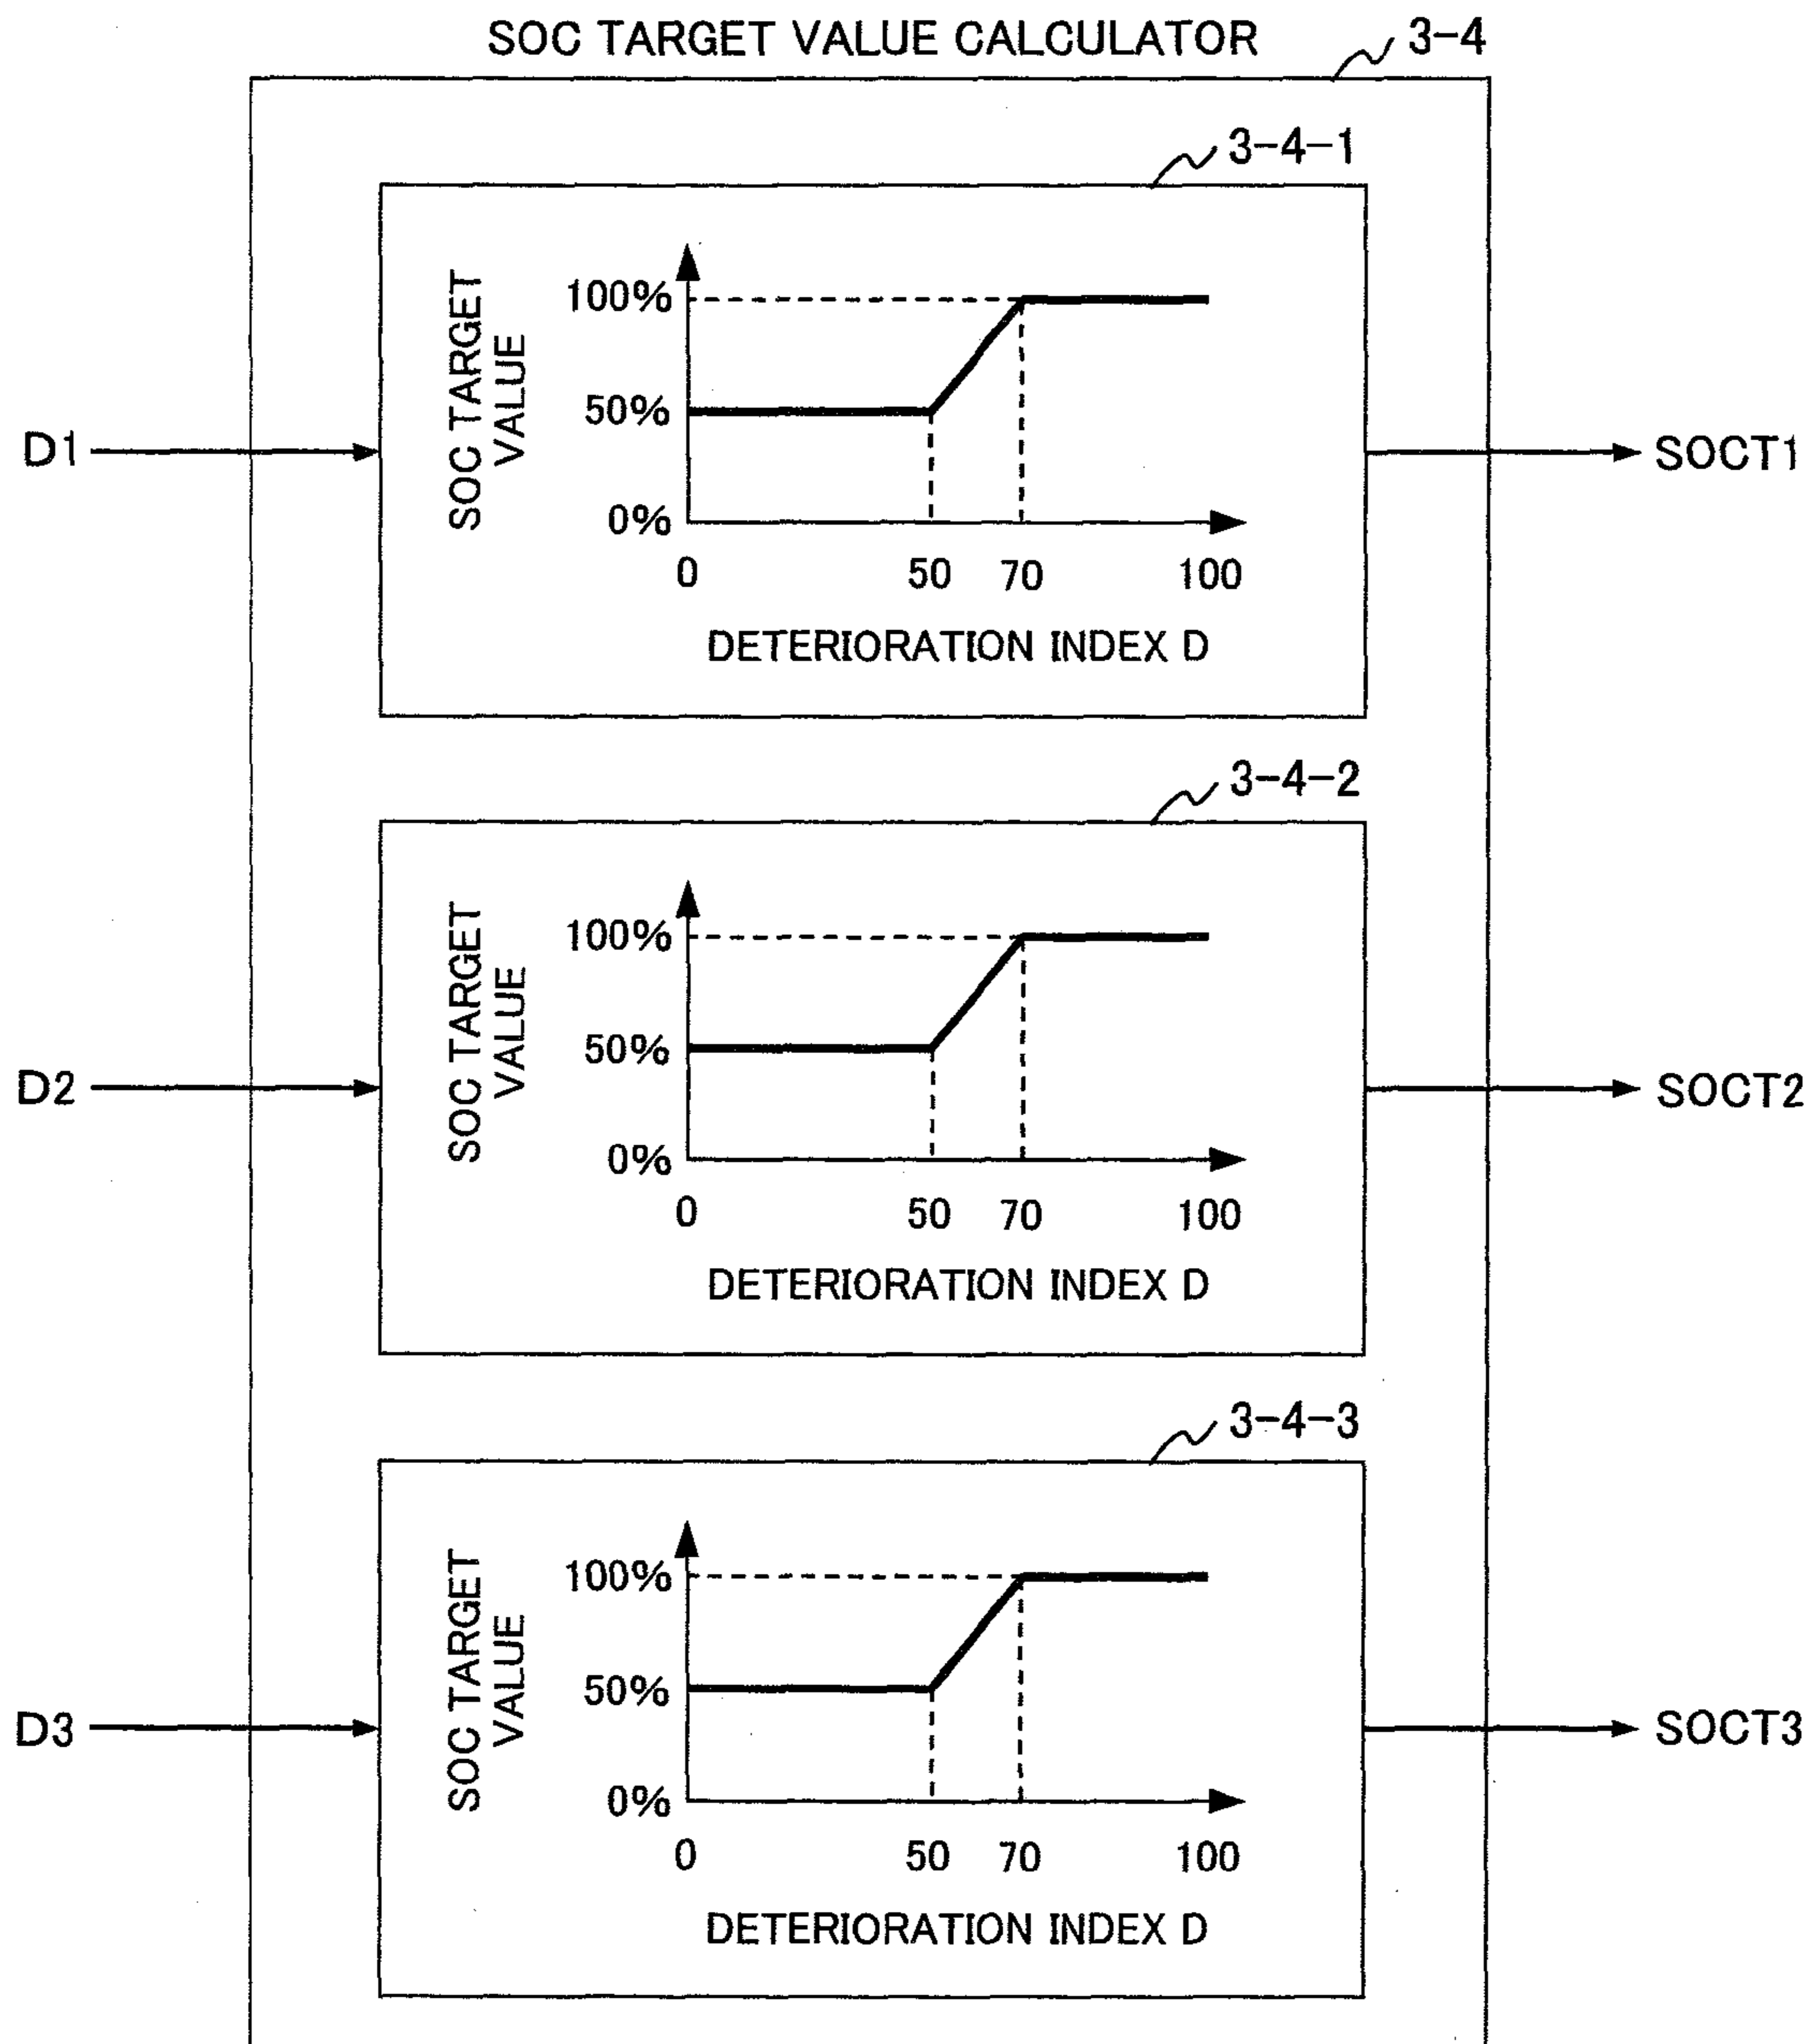 SOC TARGET VALUE CALCULATOR
3-4
3-4-1
SOC TARGET
VALUE
100%
50%
0%
0
50
70
100
DETERIORATION INDEX D
D1
SOCT1
3-4-2
SOC TARGET
VALUE
100%
50%
0%
0
50
70
100
DETERIORATION INDEX D
D2
SOCT2
3-4-3
SOC TARGET
VALUE
100%
50%
0%
0
50
70
100
DETERIORATION INDEX D
D3
SOCT3